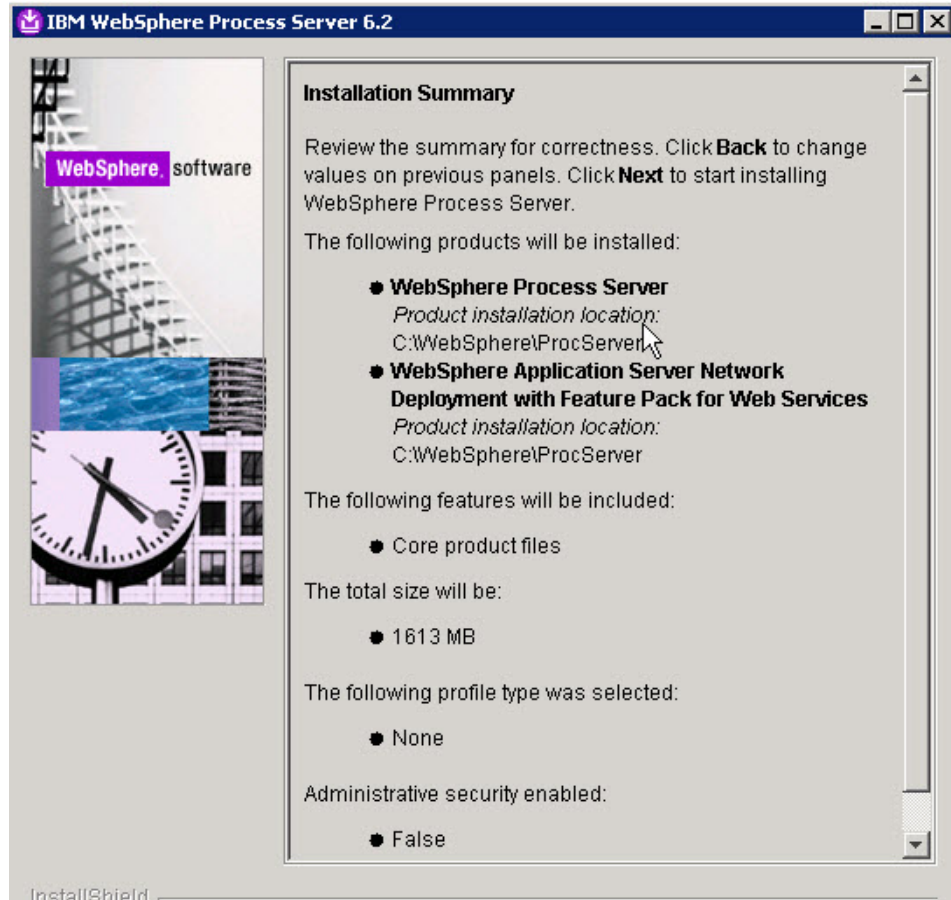 IBM WebSphere Process Server 6.2
WebSphere. software
Installation Summary
Review the summary for correctness. Click Back to change
values on previous panels. Click Next to start installing
WebSphere Process Server.
The following products will be installed:
WebSphere Process Server
Product installation location:
C:\WebSphere\ProcServer
WebSphere Application Server Network
Deployment with Feature Pack for Web Services
Product installation location:
C:\WebSphere\ProcServer
The following features will be included:
Core product files
The total size will be:
1613 MB
The following profile type was selected:
None
Administrative security enabled:
False
InstallShield